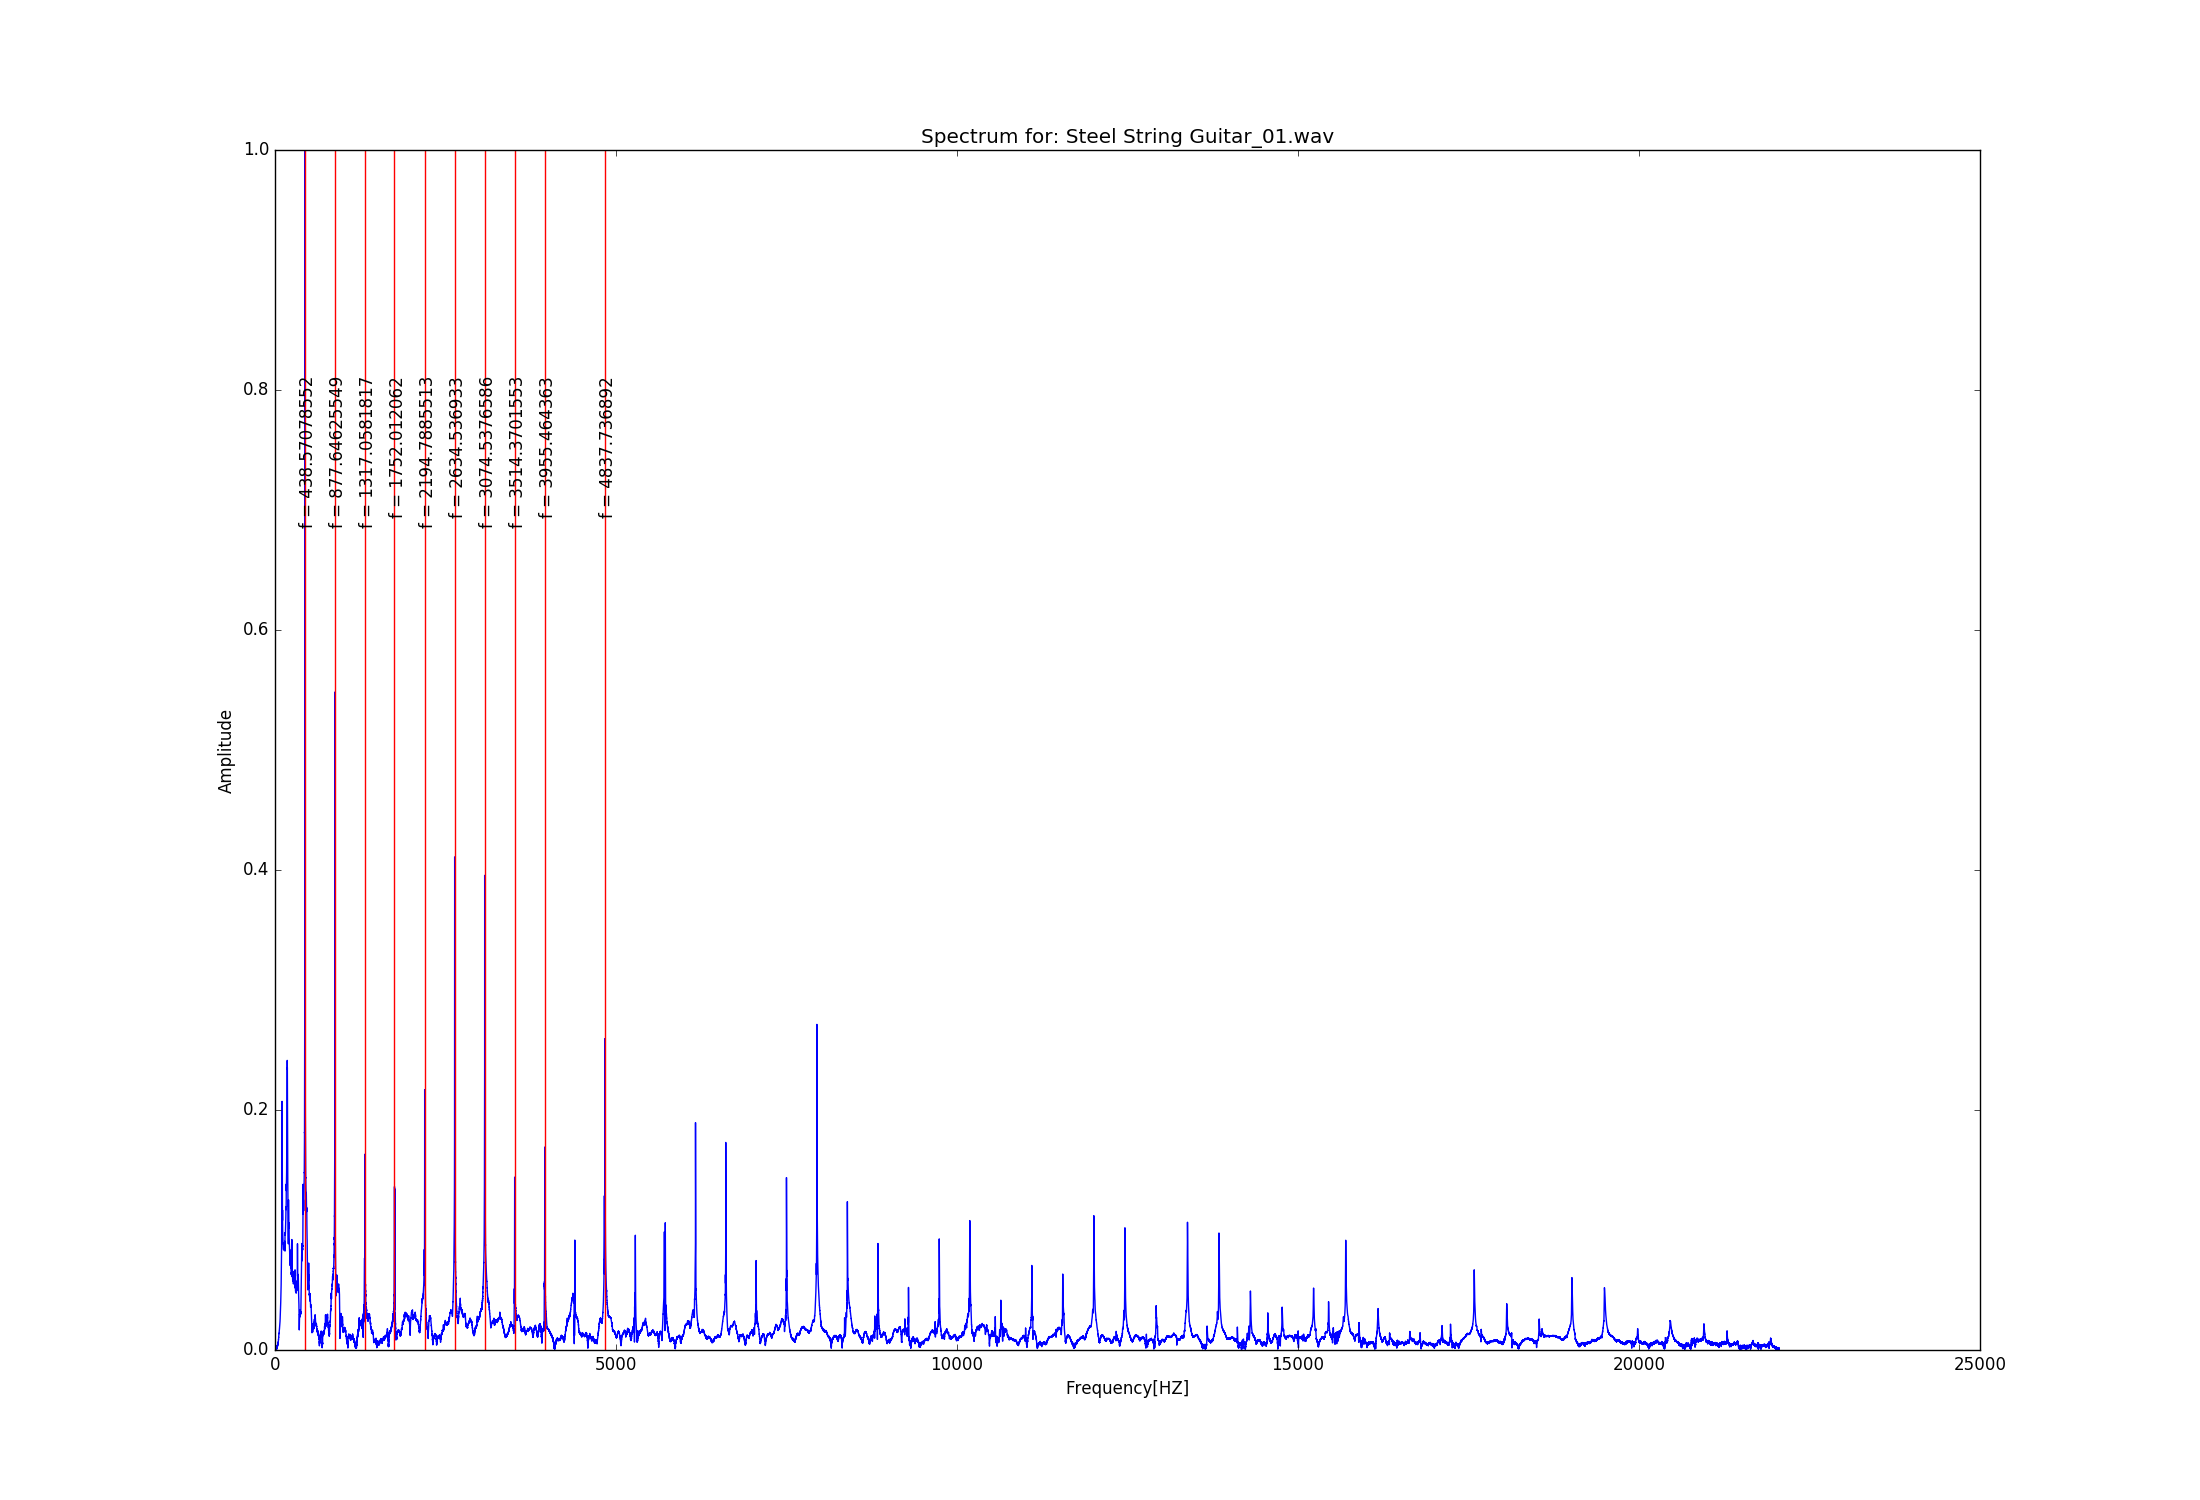 Spectrum for: Steel String Guitar_01.wav
1.0
0.8
0.6
0.4
0.2
0.0
Amplitude
f = 438.57078552
f = 877.64625549
f = 1317.0581817
f = 1752.012062
f = 2194.7885513
f = 2634.536933
f = 3074.5376586
f = 3514.3701553
f = 3955.464363
f = 4837.736892
0
5000
10000
15000
20000
25000
Frequency[HZ]